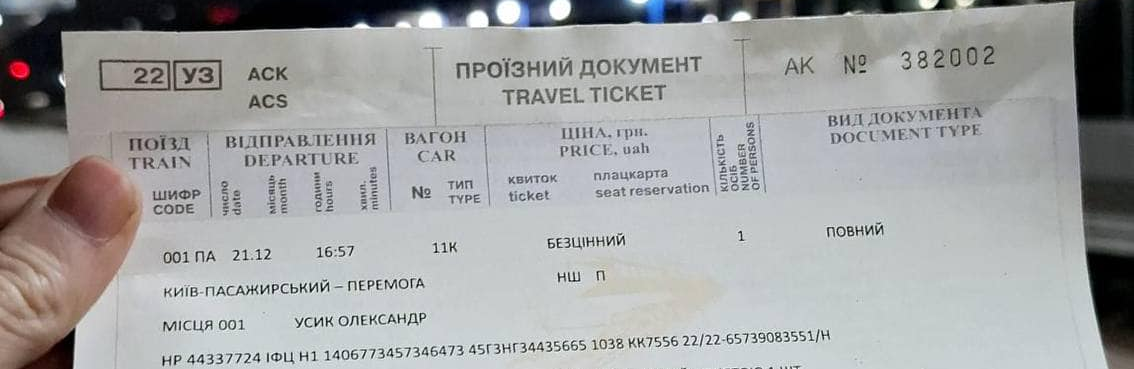 22 УЗ АСК ACS ПРОЇЗНИЙ ДОКУМЕНТ TRAVEL TICKET АК № 382002
ПОЇЗД TRAIN ВІДПРАВЛЕННЯ DEPARTURE ВАГОН CAR ЦІНА, грн. PRICE, uah КІЛЬКІСТЬ ОСІБ NUMBER OF PERSONS ВИД ДОКУМЕНТА DOCUMENT TYPE
ШИФР CODE число date місяць month години hours хвил. minutes № ТИП TYPE квиток ticket плацкарта seat reservation
001 ПА 21.12 16:57 11К БЕЗЦІННИЙ 1 ПОВНИЙ
КИЇВ-ПАСАЖИРСЬКИЙ – ПЕРЕМОГА НШ П
МІСЦЯ 001 УСИК ОЛЕКСАНДР
НР 44337724 ІФЦ Н1 1406773457346473 45ГЗНГ34435665 1038 КК7556 22/22-65739083551/Н